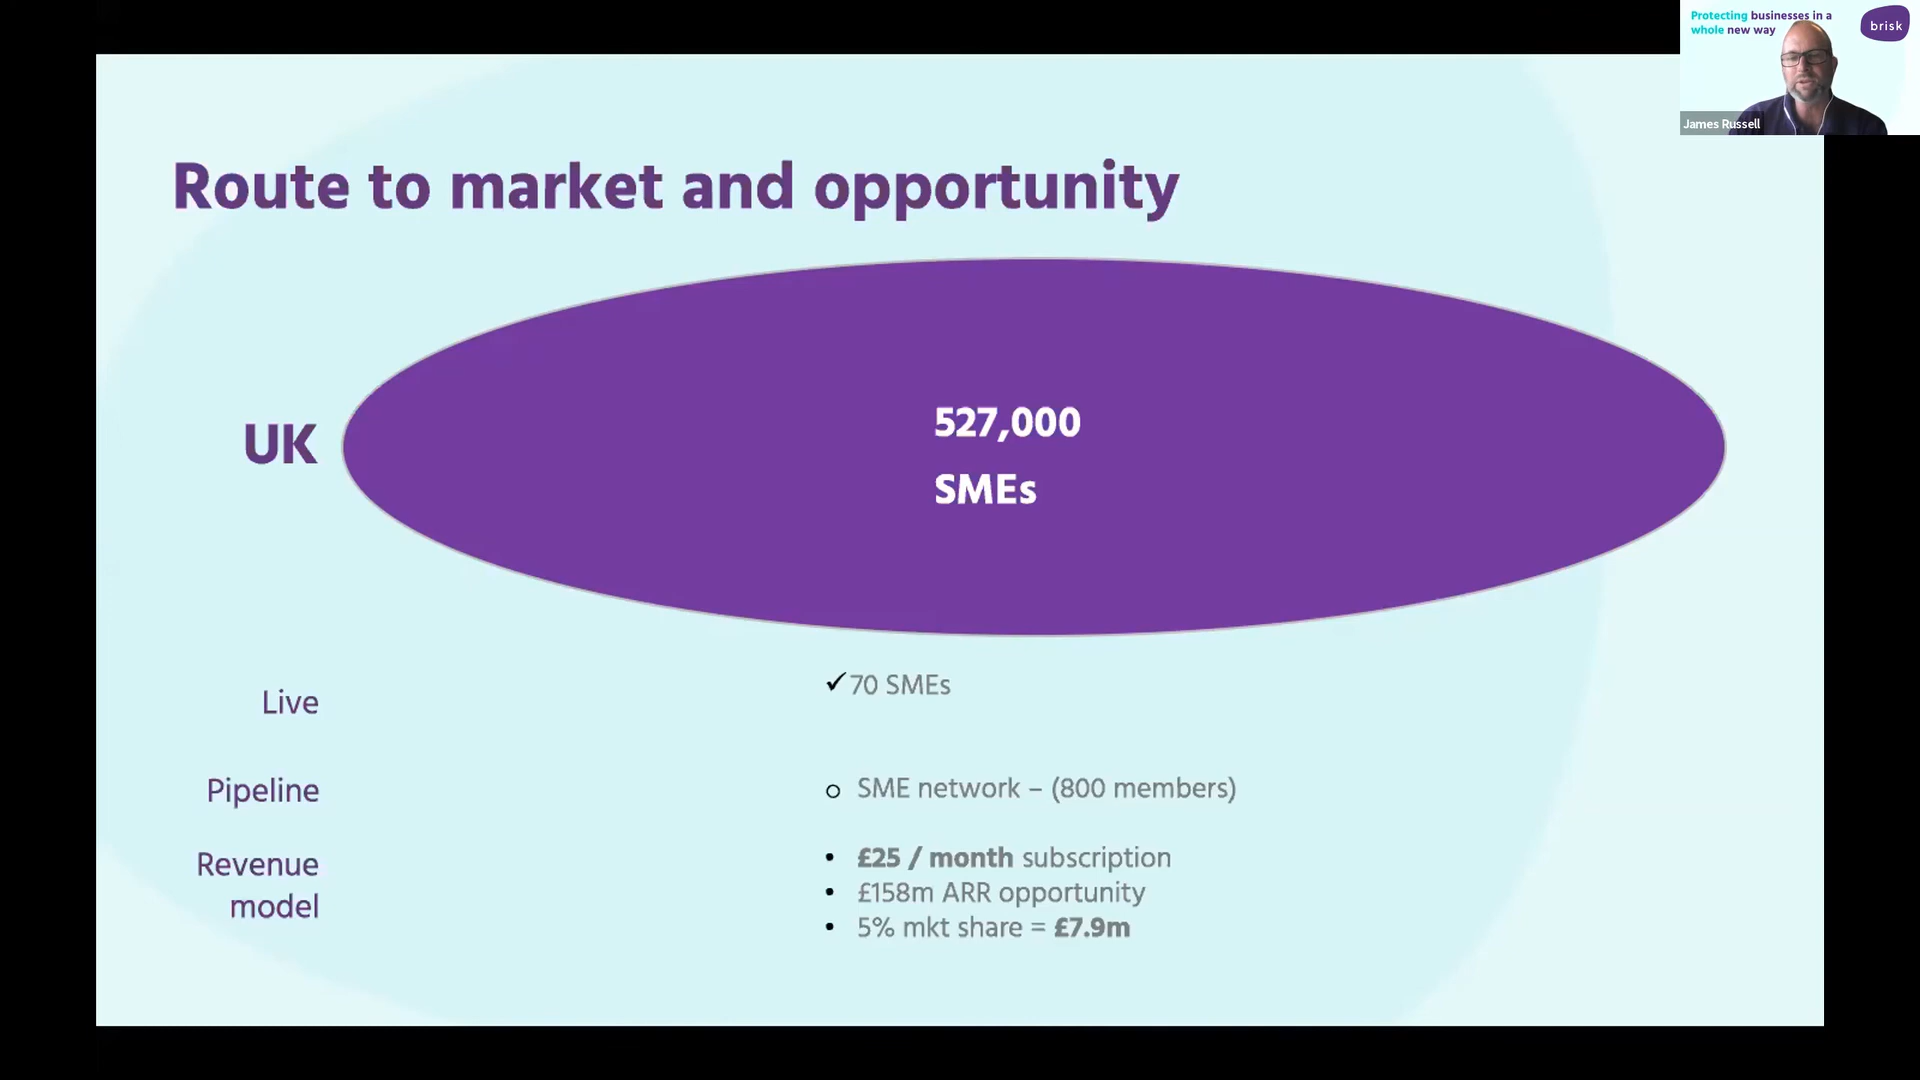 Protecting businesses in a
whole new way
brisk
James Russell
Route to market and opportunity
UK
527,000
SMEs
Live
✓70 SMEs
Pipeline
o SME network – (800 members)
Revenue
model
• £25 / month subscription
• £158m ARR opportunity
• 5% mkt share = £7.9m